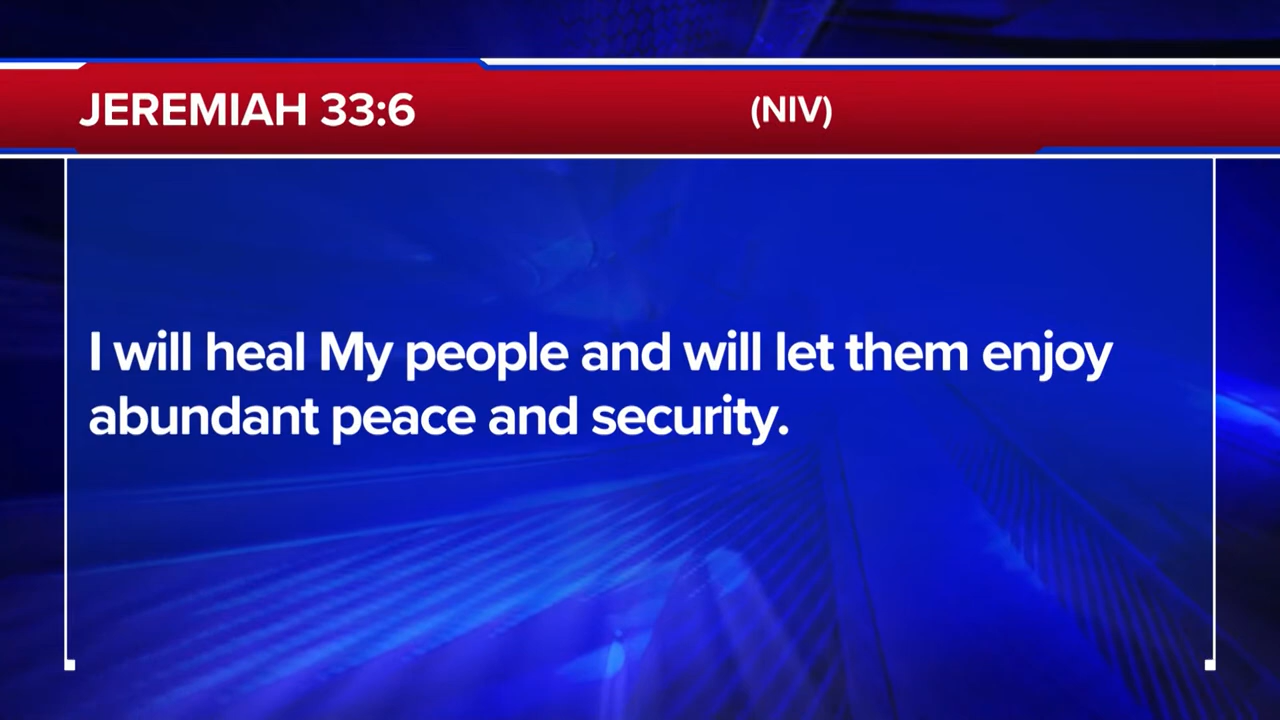 JEREMIAH 33:6 (NIV)
I will heal My people and will let them enjoy
abundant peace and security.